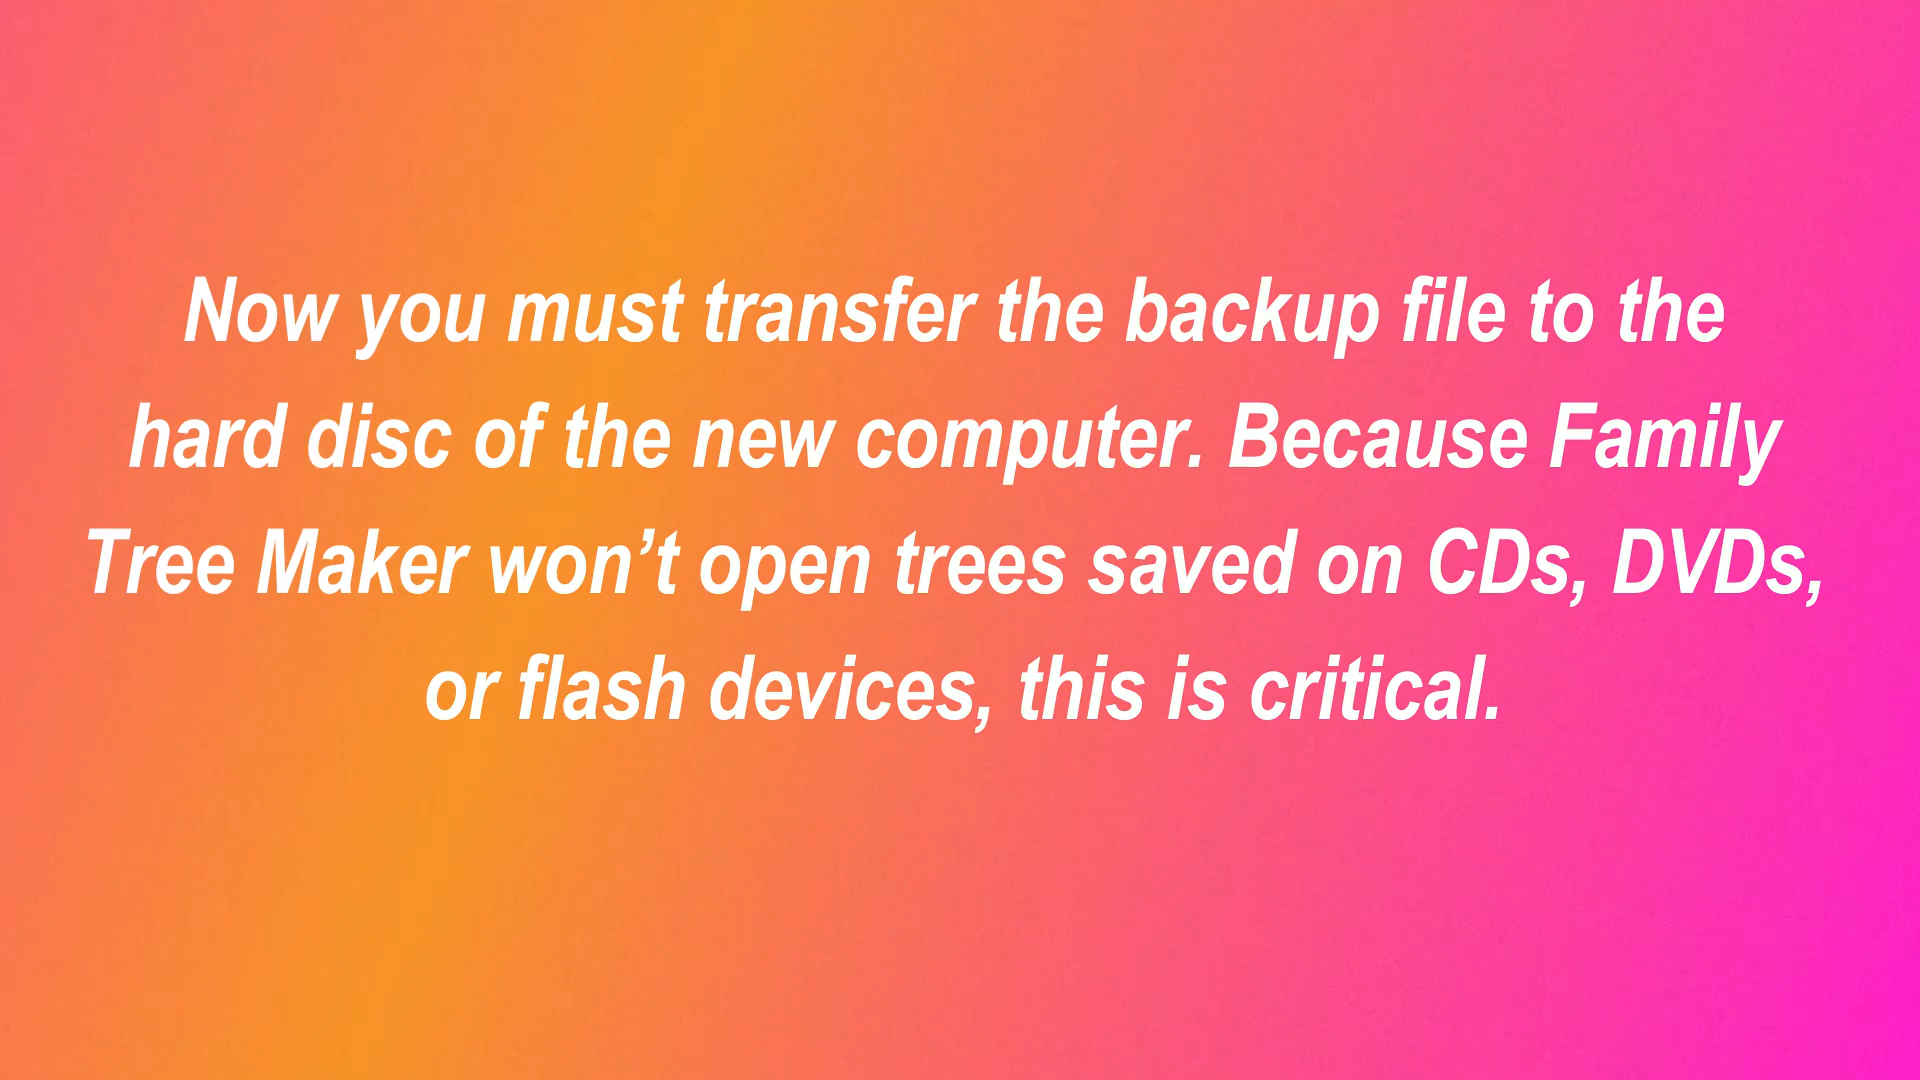 Now you must transfer the backup file to the
hard disc of the new computer. Because Family
Tree Maker won’t open trees saved on CDs, DVDs,
or flash devices, this is critical.